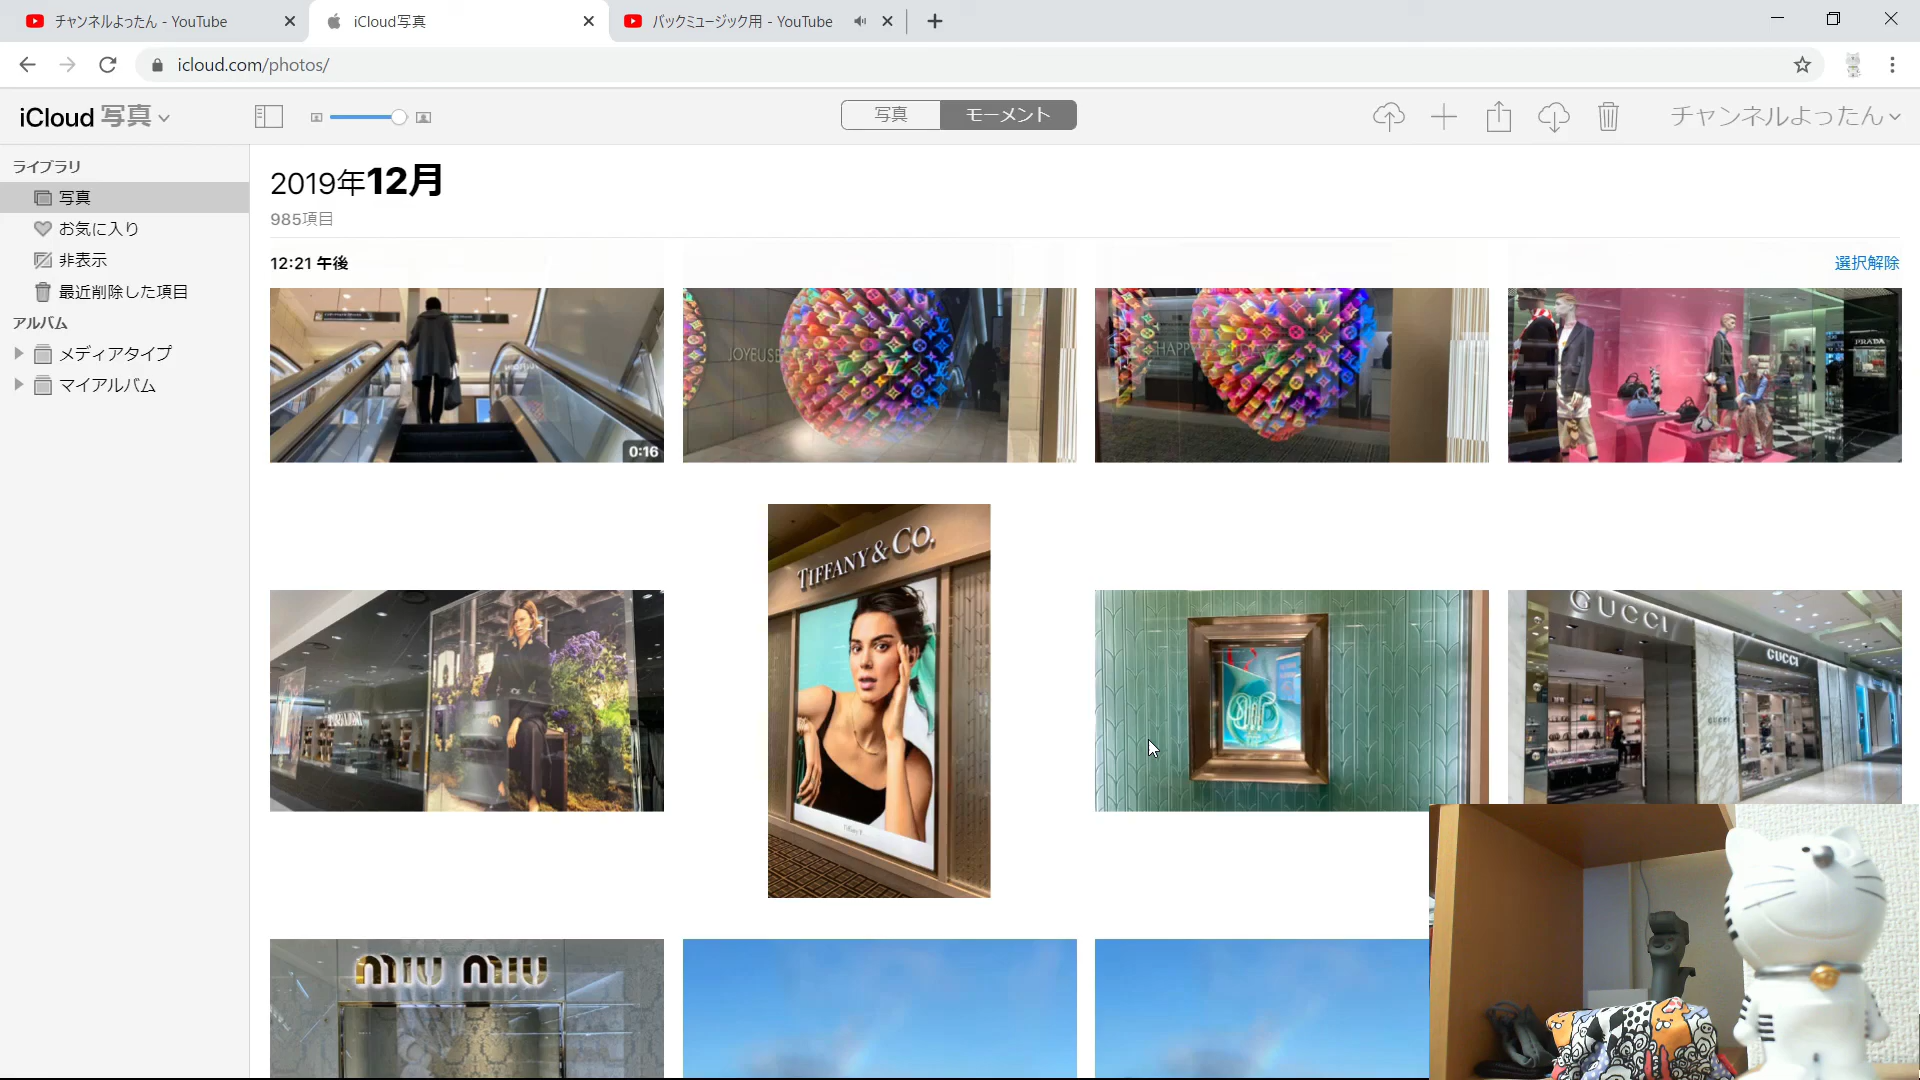 チャンネルよったん - YouTube
iCloud写真
バックミュージック用 - YouTube
icloud.com/photos/
iCloud 写真
写真
モーメント
チャンネルよったん
ライブラリ
写真
お気に入り
非表示
最近削除した項目
アルバム
メディアタイプ
マイアルバム
2019年12月
985項目
12:21 午後
選択解除
0:16
JOYEUSE
HAPP
PRADA
PRADA
TIFFANY & CO.
GUCCI
GUCCI
MIU MIU